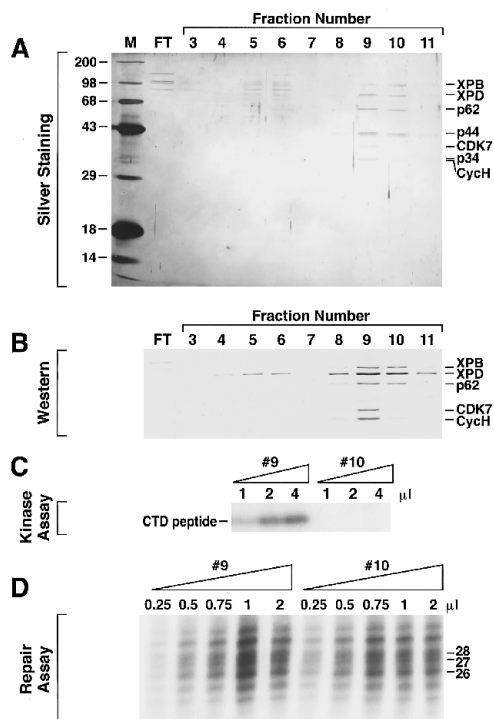 Fraction Number
A
M FT 3 4 5 6 7 8 9 10 11
Silver Staining
200
98
68
43
29
18
14
XPB
XPD
p62
p44
CDK7
p34
CycH
Fraction Number
B
FT 3 4 5 6 7 8 9 10 11
Western
XPB
XPD
p62
CDK7
CycH
C
#9 #10
1 2 4 1 2 4 μl
Kinase
Assay
CTD peptide
D
#9 #10
0.25 0.5 0.75 1 2 0.25 0.5 0.75 1 2 μl
Repair
Assay
28
27
26